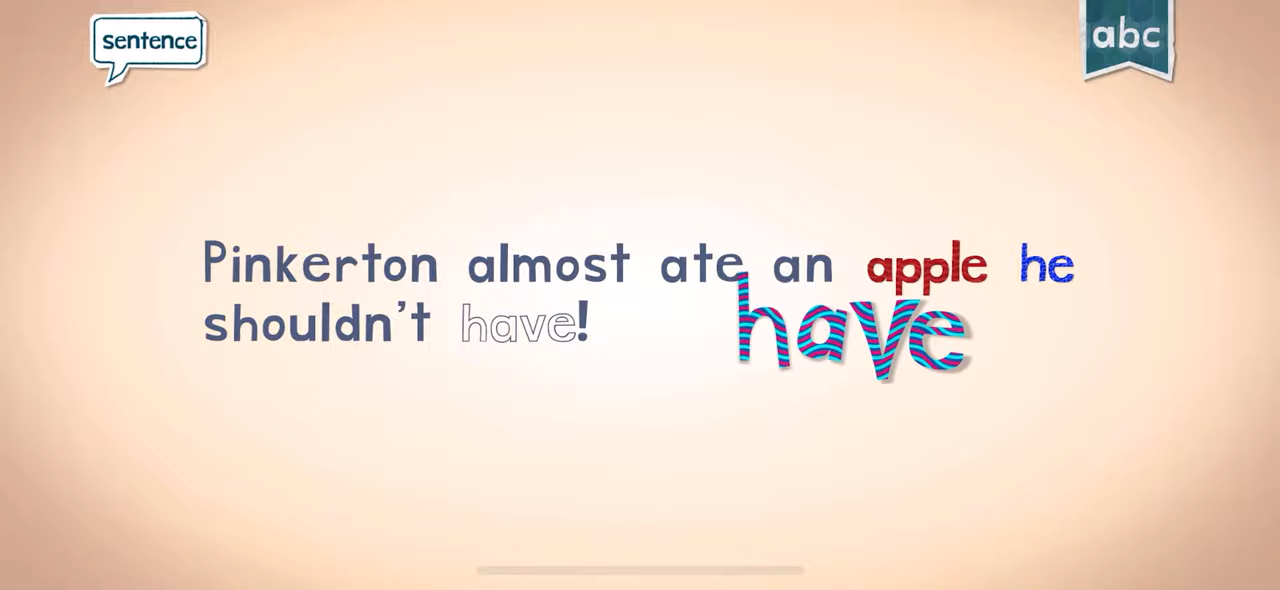 sentence
abc
Pinkerton almost ate an apple he
shouldn't have!
have